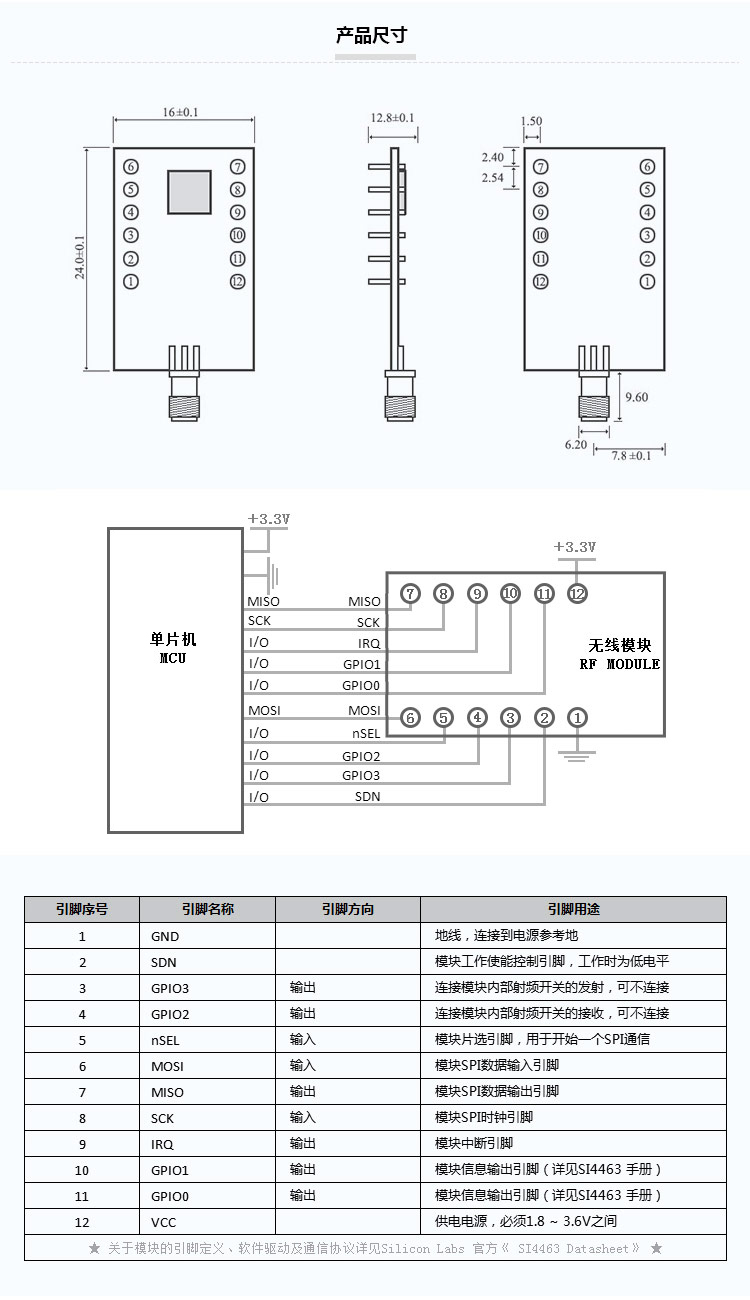 产品尺寸
16±0.1
12.8±0.1
1.50
2.40
2.54
24.0±0.1
6 7
5 8
4 9
3 10
2 11
1 12
7 6
8 5
9 4
10 3
11 2
12 1
9.60
6.20
7.8±0.1
+3.3V
+3.3V
7 8 9 10 11 12
MISO MISO
SCK SCK
I/O IRQ
I/O GPIO1
I/O GPIO0
单片机
MCU
无线模块
RF MODULE
MOSI MOSI
6 5 4 3 2 1
I/O nSEL
I/O GPIO2
I/O GPIO3
I/O SDN
引脚序号 引脚名称 引脚方向 引脚用途
1 GND 地线，连接到电源参考地
2 SDN 模块工作使能控制引脚，工作时为低电平
3 GPIO3 输出 连接模块内部射频开关的发射，可不连接
4 GPIO2 输出 连接模块内部射频开关的接收，可不连接
5 nSEL 输入 模块片选引脚，用于开始一个SPI通信
6 MOSI 输入 模块SPI数据输入引脚
7 MISO 输出 模块SPI数据输出引脚
8 SCK 输入 模块SPI时钟引脚
9 IRQ 输出 模块中断引脚
10 GPIO1 输出 模块信息输出引脚（详见SI4463 手册）
11 GPIO0 输出 模块信息输出引脚（详见SI4463 手册）
12 VCC 供电电源，必须1.8 ~ 3.6V之间
★ 关于模块的引脚定义、软件驱动及通信协议详见Silicon Labs 官方《 SI4463 Datasheet》 ★